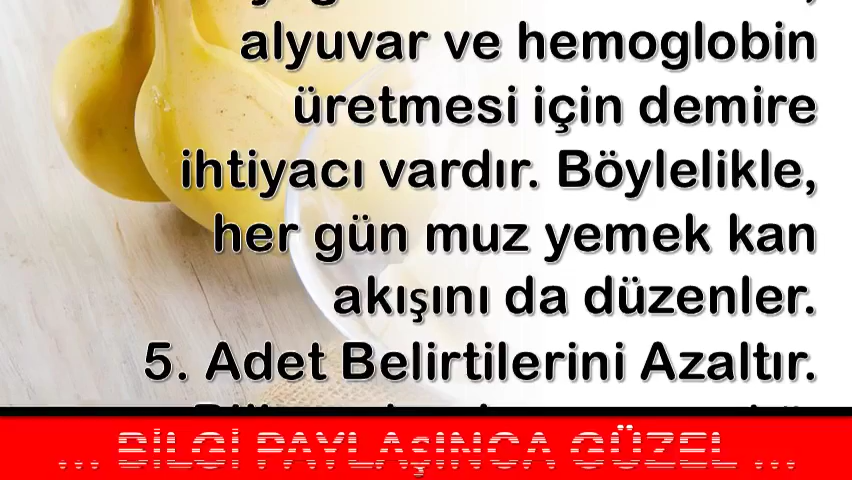 alyuvar ve hemoglobin
üretmesi için demire
ihtiyacı vardır. Böylelikle,
her gün muz yemek kan
akışını da düzenler.
5. Adet Belirtilerini Azaltır.
... BİLGİ PAYLAŞINCA GÜZEL ...